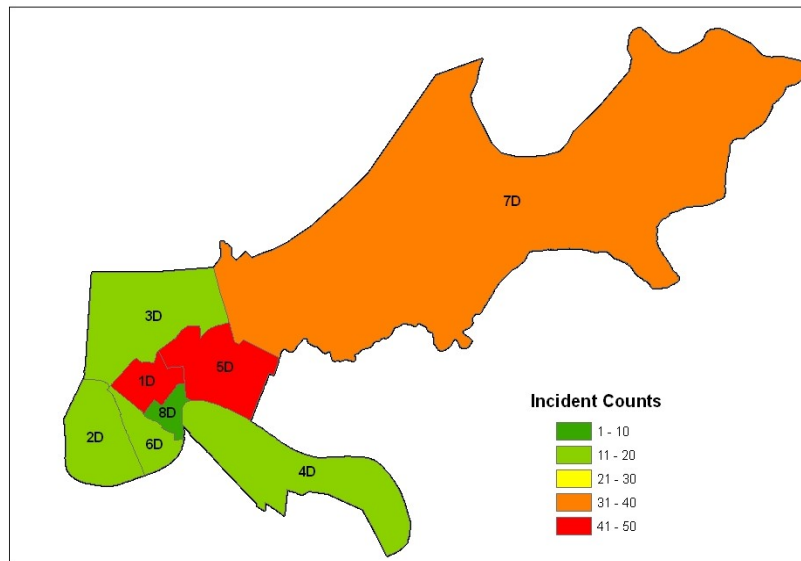 7D
3D
5D
1D
8D
2D
6D
4D
Incident Counts
1 - 10
11 - 20
21 - 30
31 - 40
41 - 50